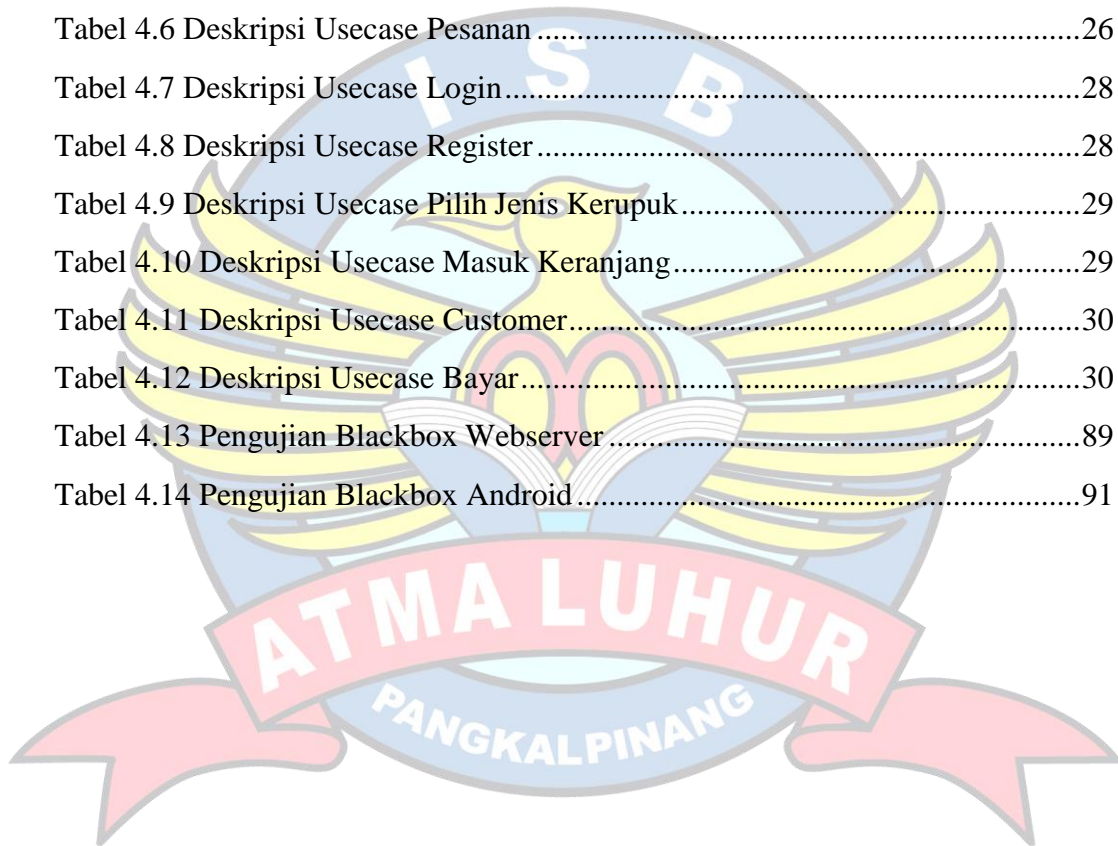 Tabel 4.6 Deskripsi Usecase Pesanan ................................................................ 26
Tabel 4.7 Deskripsi Usecase Login ................................................................... 28
Tabel 4.8 Deskripsi Usecase Register ............................................................... 28
Tabel 4.9 Deskripsi Usecase Pilih Jenis Kerupuk ............................................. 29
Tabel 4.10 Deskripsi Usecase Masuk Keranjang .............................................. 29
Tabel 4.11 Deskripsi Usecase Customer ........................................................... 30
Tabel 4.12 Deskripsi Usecase Bayar ................................................................. 30
Tabel 4.13 Pengujian Blackbox Webserver ...................................................... 89
Tabel 4.14 Pengujian Blackbox Android .......................................................... 91
I S B
ATMA LUHUR
PANGKALPINANG